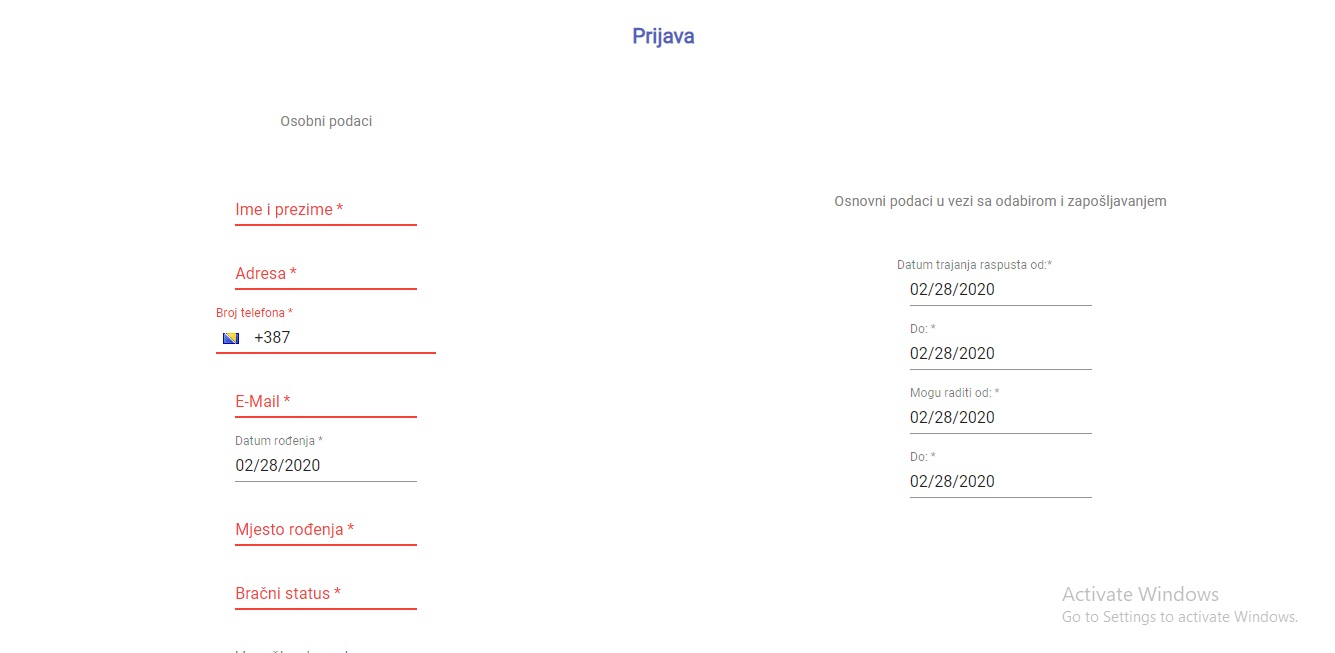 Prijava
Osobni podaci
Ime i prezime *
Adresa *
Broj telefona *
+387
E-Mail *
Datum rođenja *
02/28/2020
Mjesto rođenja *
Bračni status *
Osnovni podaci u vezi sa odabirom i zapošljavanjem
Datum trajanja raspusta od:*
02/28/2020
Do: *
02/28/2020
Mogu raditi od: *
02/28/2020
Do: *
02/28/2020
Activate Windows
Go to Settings to activate Windows.